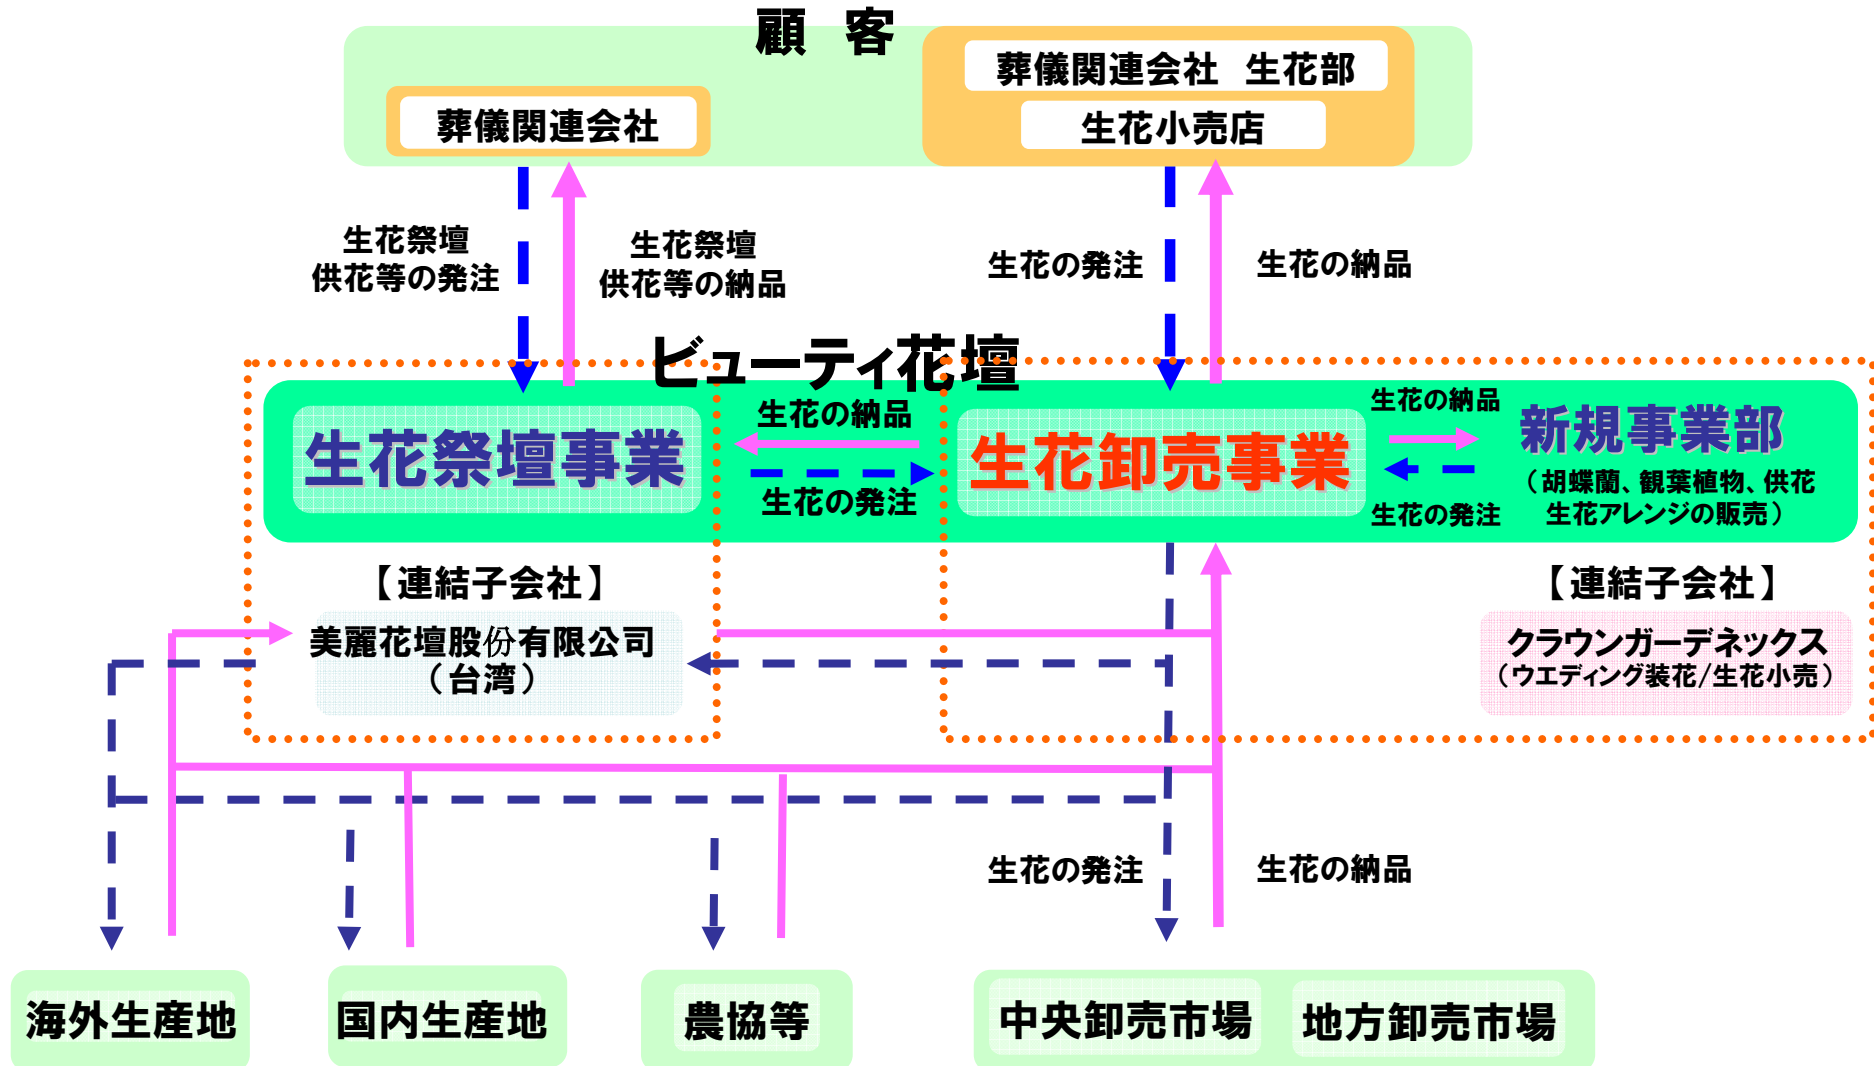 顧　客
葬儀関連会社　生花部
葬儀関連会社
生花小売店
生花祭壇
供花等の発注
生花祭壇
供花等の納品
生花の発注
生花の納品
ビューティ花壇
生花祭壇事業
生花の納品
生花の発注
生花卸売事業
生花の納品
生花の発注
新規事業部
（胡蝶蘭、観葉植物、供花
生花アレンジの販売）
【連結子会社】
美麗花壇股份有限公司
（台湾）
【連結子会社】
クラウンガーデネックス
（ウエディング装花/生花小売）
生花の発注
生花の納品
海外生産地
国内生産地
農協等
中央卸売市場
地方卸売市場